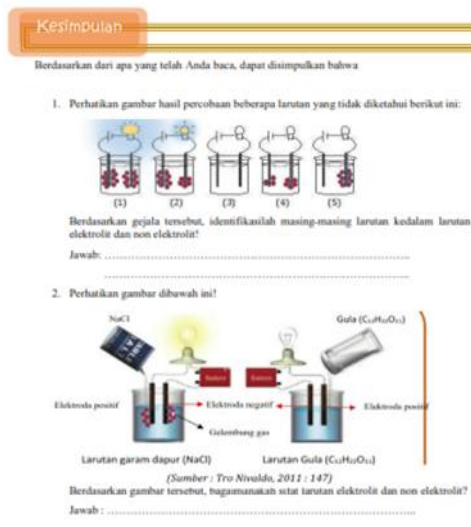 Kesimpulan
Berdasarkan dari apa yang telah Anda baca, dapat disimpulkan bahwa
1. Perhatikan gambar hasil percobaan beberapa larutan yang tidak diketahui berikut ini:
(1) (2) (3) (4) (5)
Berdasarkan gejala tersebut, identifikasilah masing-masing larutan kedalam larutan
elektrolit dan non elektrolit!
Jawab:
2. Perhatikan gambar dibawah ini!
NaCl
Gula (C₁₂H₂₂O₁₁)
Elektroda positif
Elektroda negatif
Elektroda positif
Gelembung gas
Larutan garam dapur (NaCl)
Larutan Gula (C₁₂H₂₂O₁₁)
(Sumber : Tro Nivaldo, 2011 : 147)
Berdasarkan gambar tersebut, bagaimanakah sifat larutan elektrolit dan non elektrolit?
Jawab :